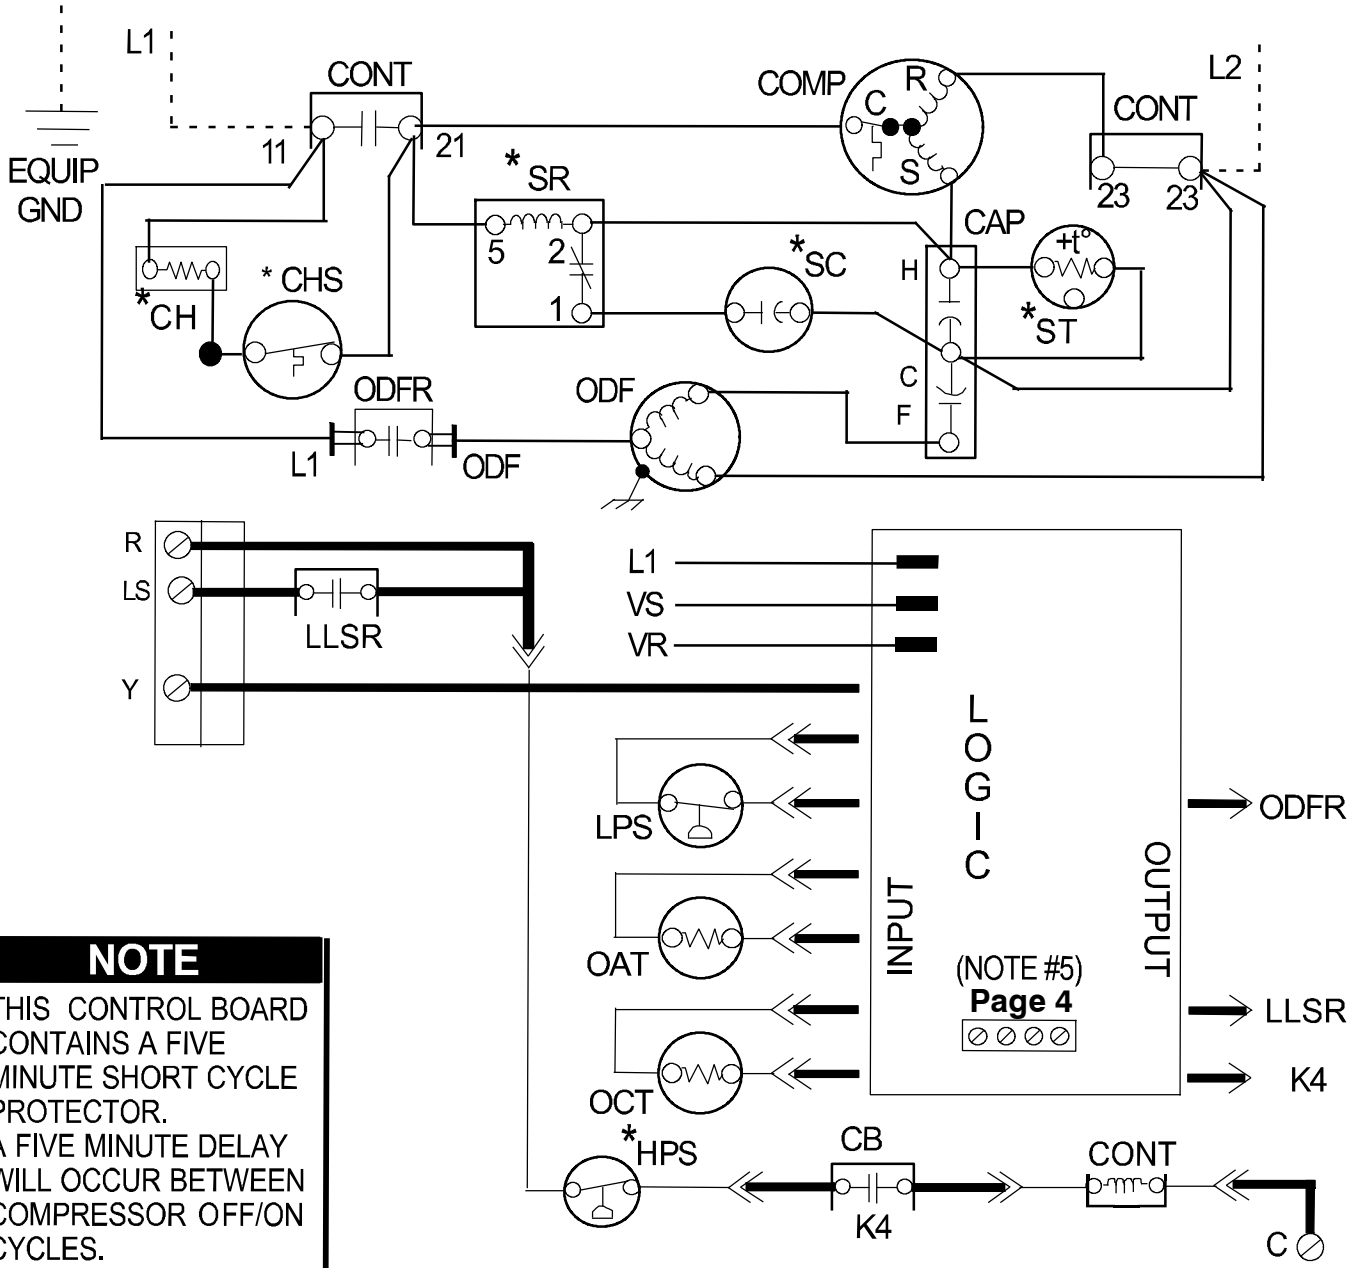 L1
CONT
COMP
R
C
S
L2
CONT
11
21
EQUIP
GND
*SR
5
2
1
23
23
CAP
H
+t°
*ST
*SC
* CHS
*CH
C
F
ODFR
ODF
L1
ODF
R
LS
LLSR
Y
L1
VS
VR
LOGIC
LPS
OAT
OCT
INPUT
OUTPUT
(NOTE #5)
Page 4
ODFR
LLSR
K4
NOTE
THIS CONTROL BOARD
CONTAINS A FIVE
MINUTE SHORT CYCLE
PROTECTOR.
A FIVE MINUTE DELAY
WILL OCCUR BETWEEN
COMPRESSOR OFF/ON
CYCLES.
*HPS
CB
K4
CONT
C